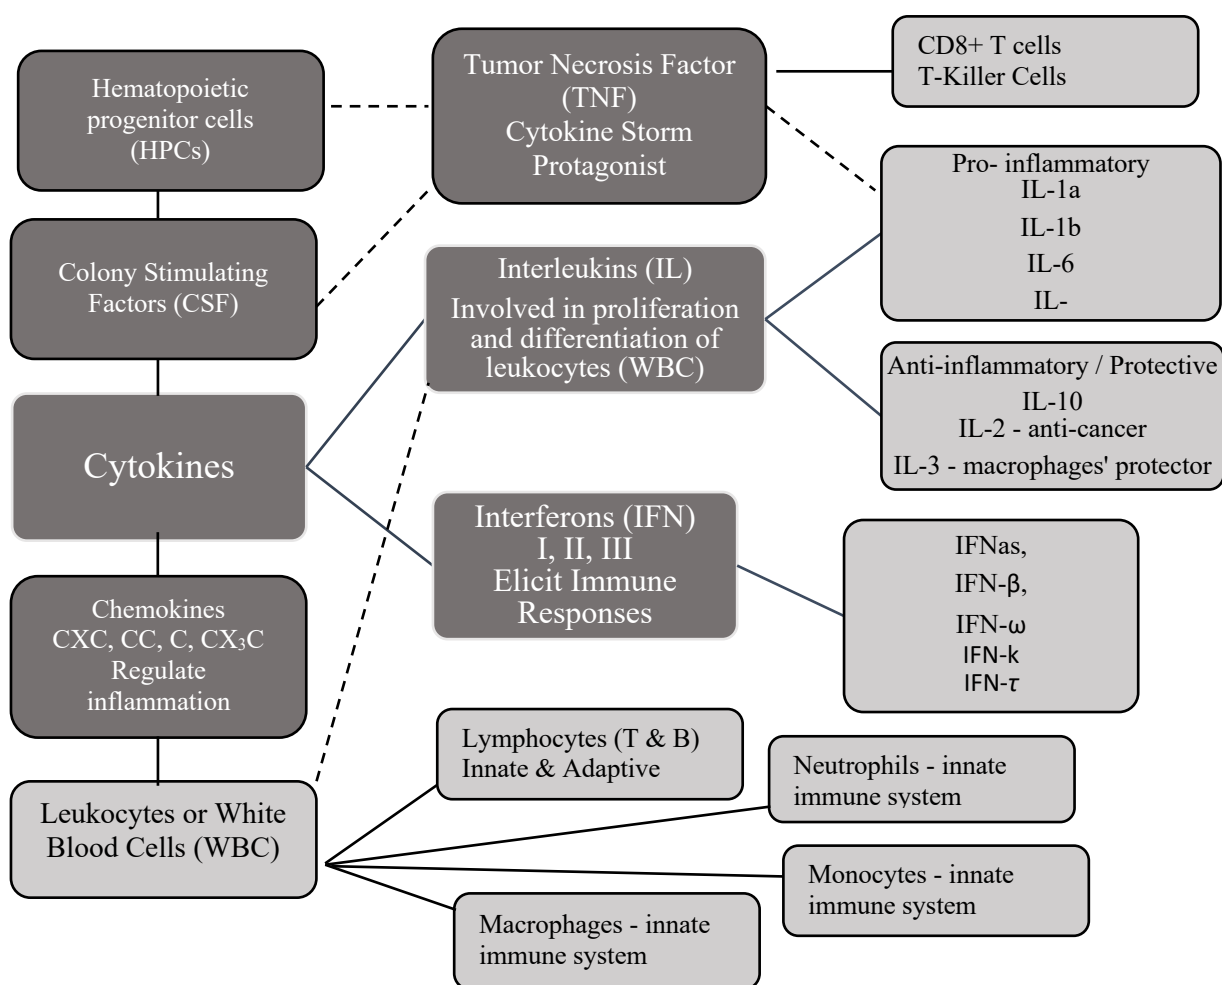 Hematopoietic
progenitor cells
(HPCs)
Tumor Necrosis Factor
(TNF)
Cytokine Storm
Protagonist
CD8+ T cells
T-Killer Cells
Colony Stimulating
Factors (CSF)
Interleukins (IL)
Involved in proliferation
and differentiation of
leukocytes (WBC)
Pro- inflammatory
IL-1a
IL-1b
IL-6
IL-
Anti-inflammatory / Protective
IL-10
IL-2 - anti-cancer
IL-3 - macrophages' protector
Cytokines
Interferons (IFN)
I, II, III
Elicit Immune
Responses
IFNas,
IFN-β,
IFN-ω
IFN-k
IFN-τ
Chemokines
CXC, CC, C, CX₃C
Regulate
inflammation
Leukocytes or White
Blood Cells (WBC)
Lymphocytes (T & B)
Innate & Adaptive
Neutrophils - innate
immune system
Monocytes - innate
immune system
Macrophages - innate
immune system